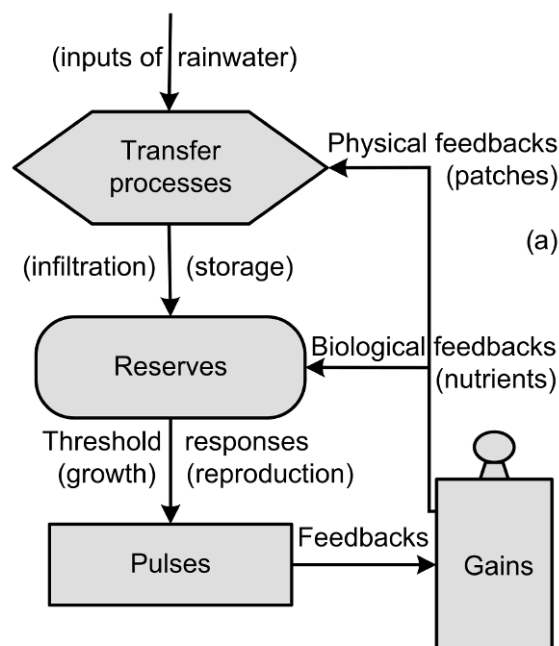 (inputs of rainwater)
Transfer
processes
Physical feedbacks
(patches)
(a)
(infiltration) (storage)
Reserves
Biological feedbacks
(nutrients)
Threshold responses
(growth) (reproduction)
Pulses
Feedbacks
Gains